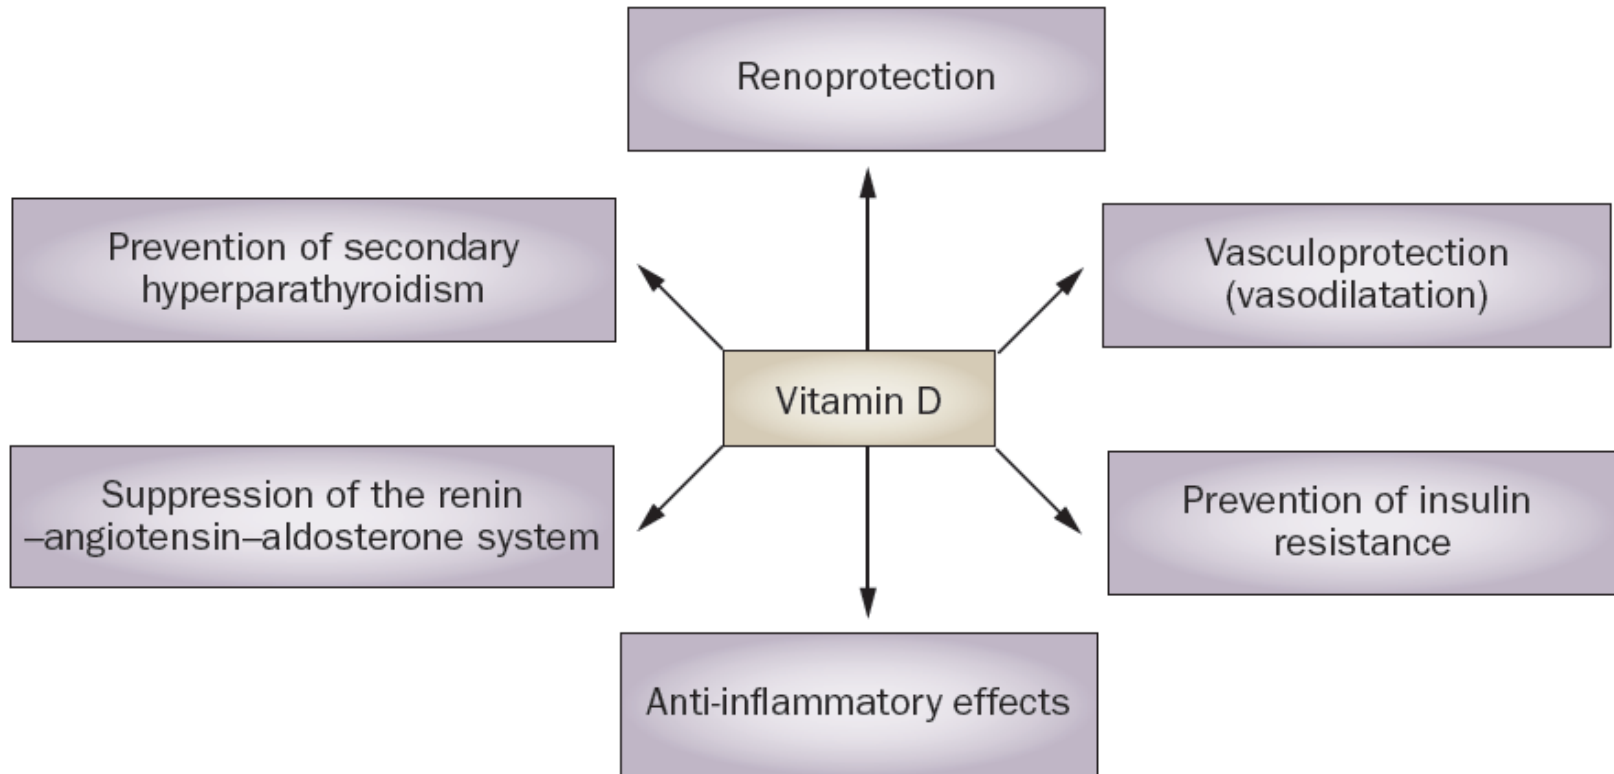 Renoprotection
Prevention of secondary
hyperparathyroidism
Vasculoprotection
(vasodilatation)
Vitamin D
Suppression of the renin
–angiotensin–aldosterone system
Prevention of insulin
resistance
Anti-inflammatory effects